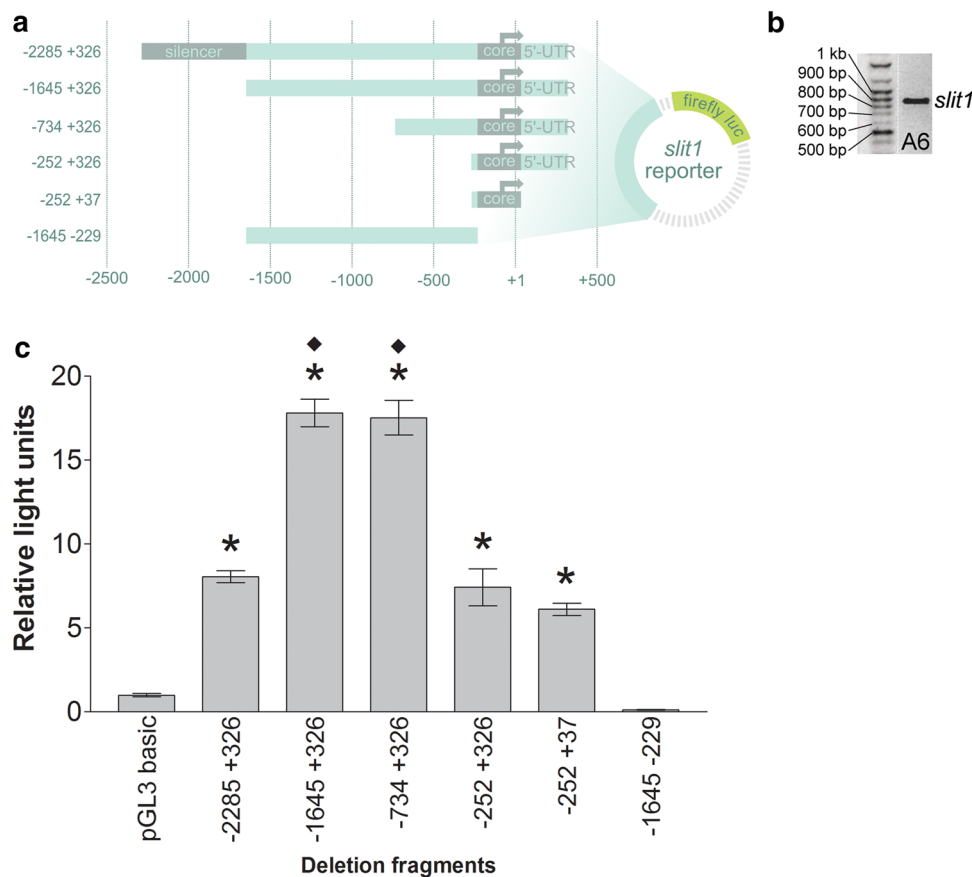 a
-2285 +326
silencer
core
5'-UTR
-1645 +326
core
5'-UTR
-734 +326
core
5'-UTR
-252 +326
core
5'-UTR
-252 +37
core
-1645 -229
-2500
-2000
-1500
-1000
-500
+1
+500
firefly luc
slit1
reporter
b
1 kb
900 bp
800 bp
700 bp
600 bp
500 bp
slit1
A6
c
Relative light units
20
15
10
5
0
◆
◆
*
*
*
*
*
pGL3 basic
-2285 +326
-1645 +326
-734 +326
-252 +326
-252 +37
-1645 -229
Deletion fragments